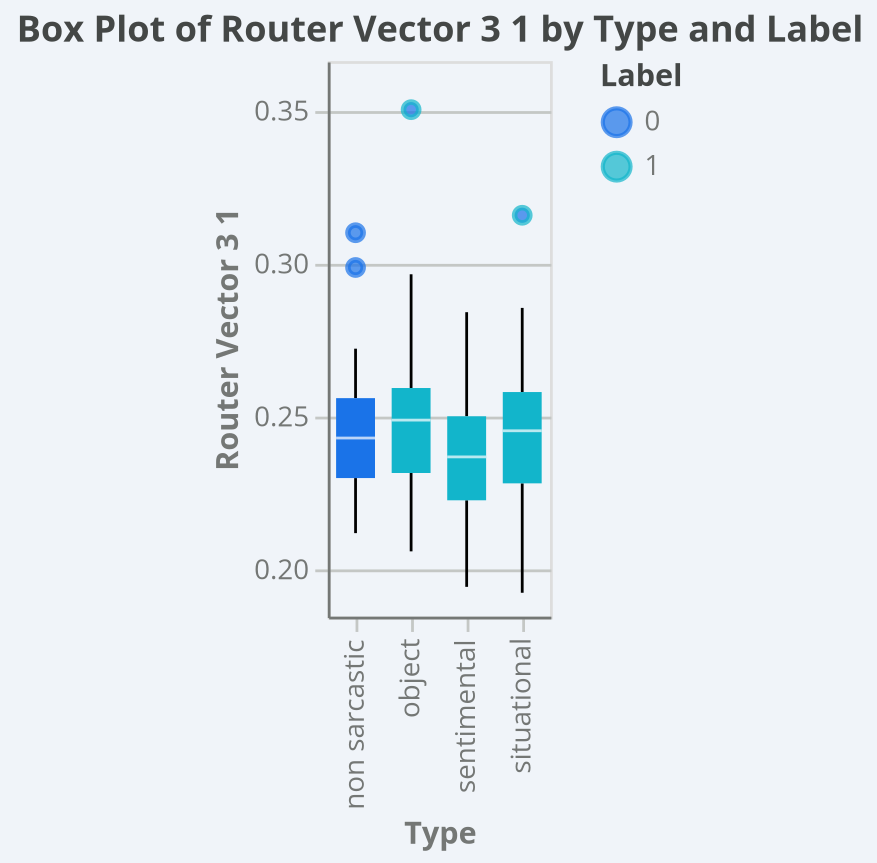 Box Plot of Router Vector 3 1 by Type and Label
Label
0
1
Router Vector 3 1
0.35
0.30
0.25
0.20
non sarcastic
object
sentimental
situational
Type